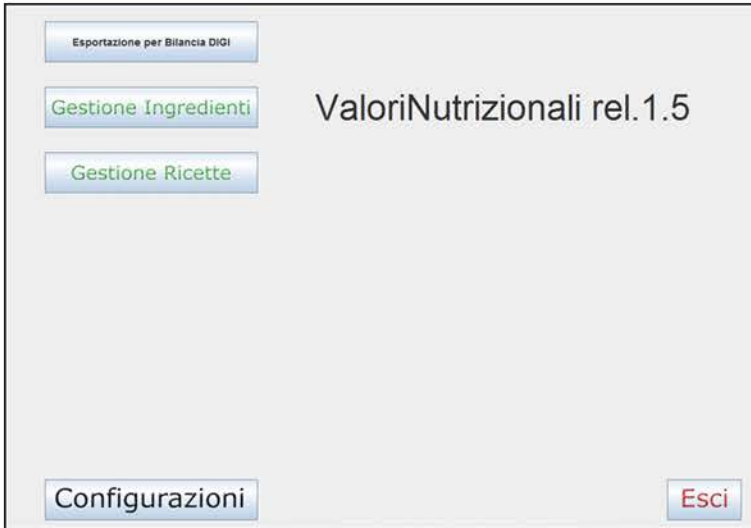 Esportazione per Bilancia DIGI
Gestione Ingredienti
ValoriNutrizionali rel.1.5
Gestione Ricette
Configurazioni
Esci